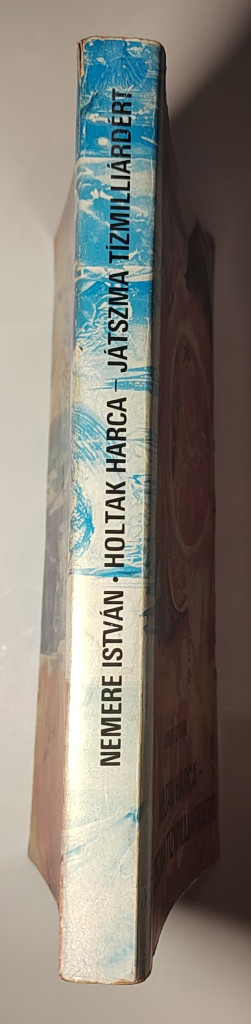 NEMERE ISTVÁN • HOLTAK HARCA – JÁTSZMA TÍZMILLIÁRDÉRT